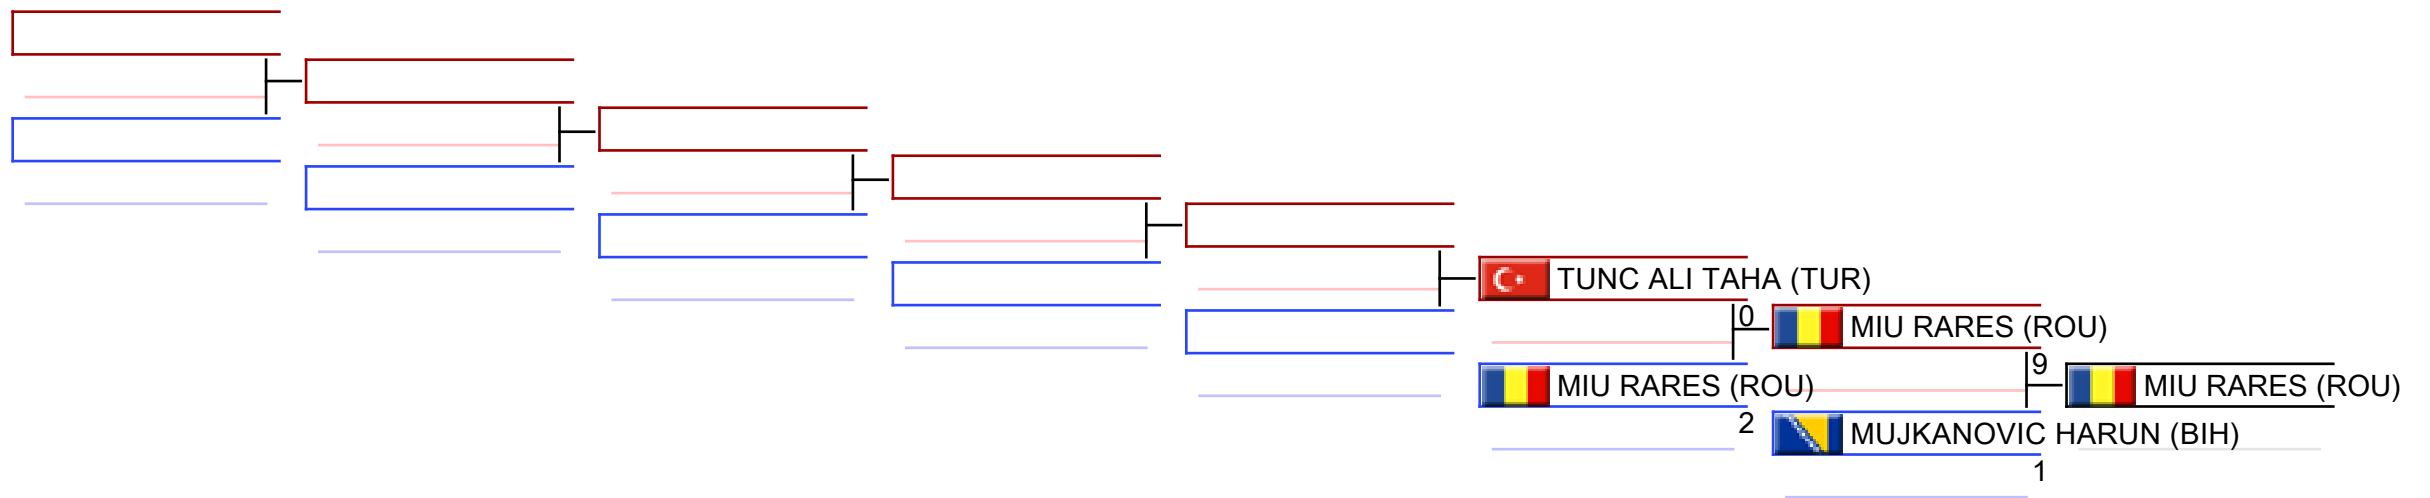 TUNC ALI TAHA (TUR)
0
MIU RARES (ROU)
9
MIU RARES (ROU)
MIU RARES (ROU)
2
MUJKANOVIC HARUN (BIH)
1